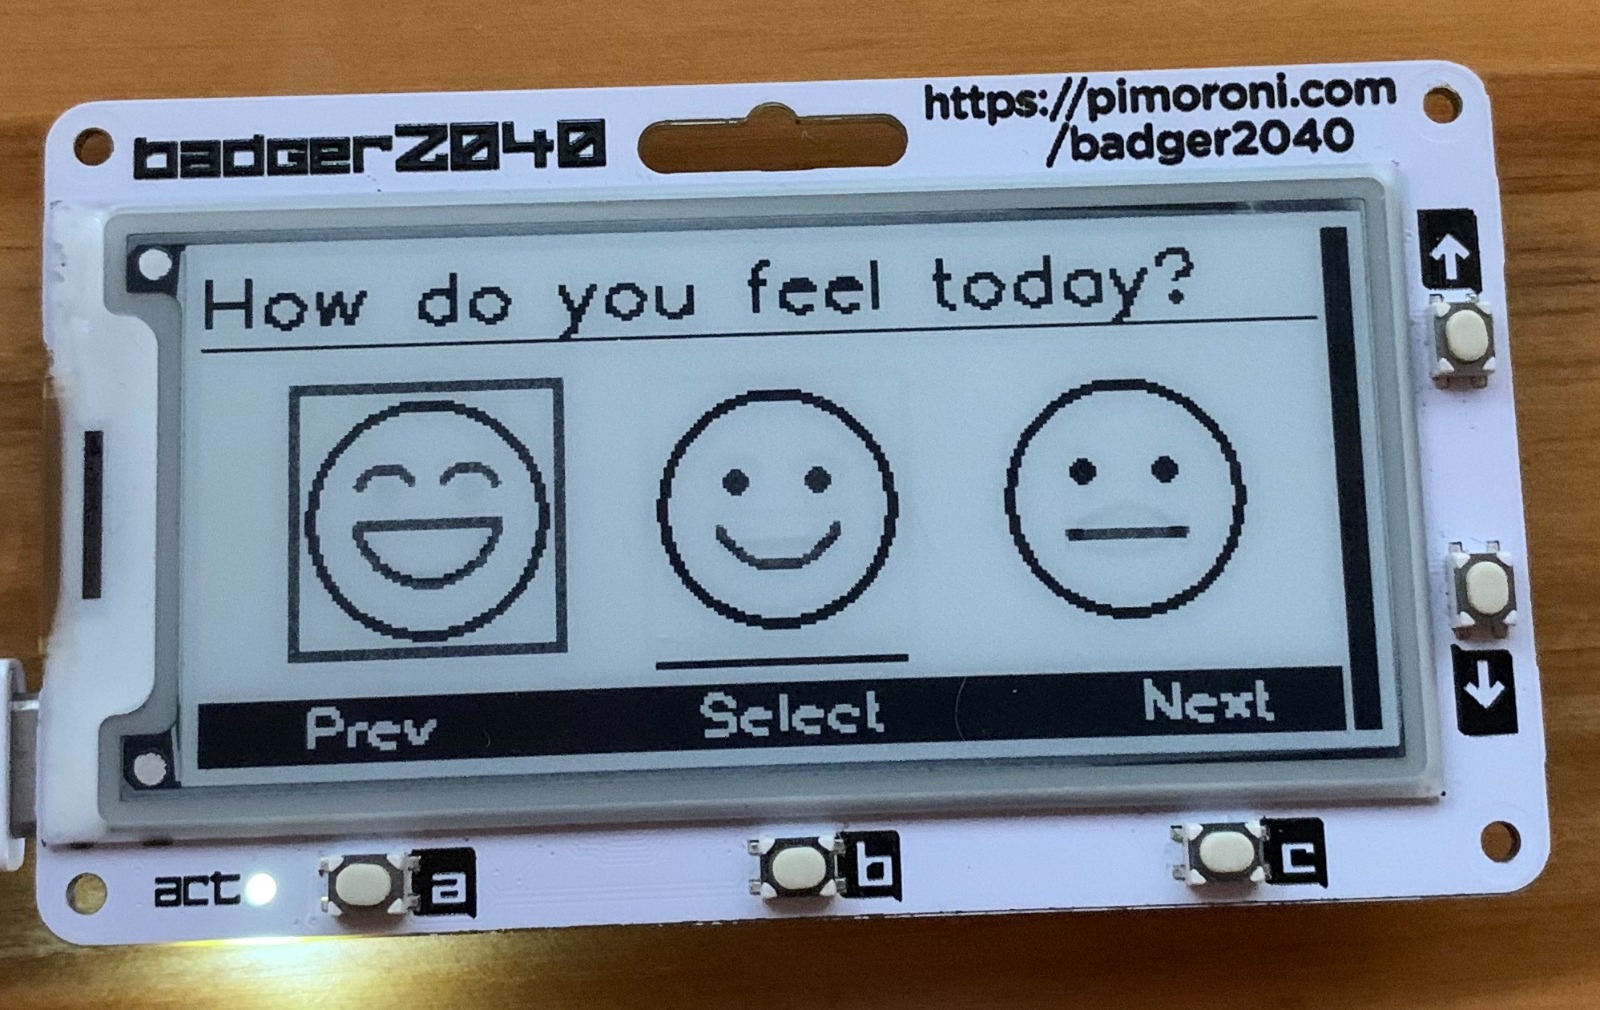 badger2040
https://pimoroni.com
/badger2040
How do you feel today?
Prev Select Next
act a b c